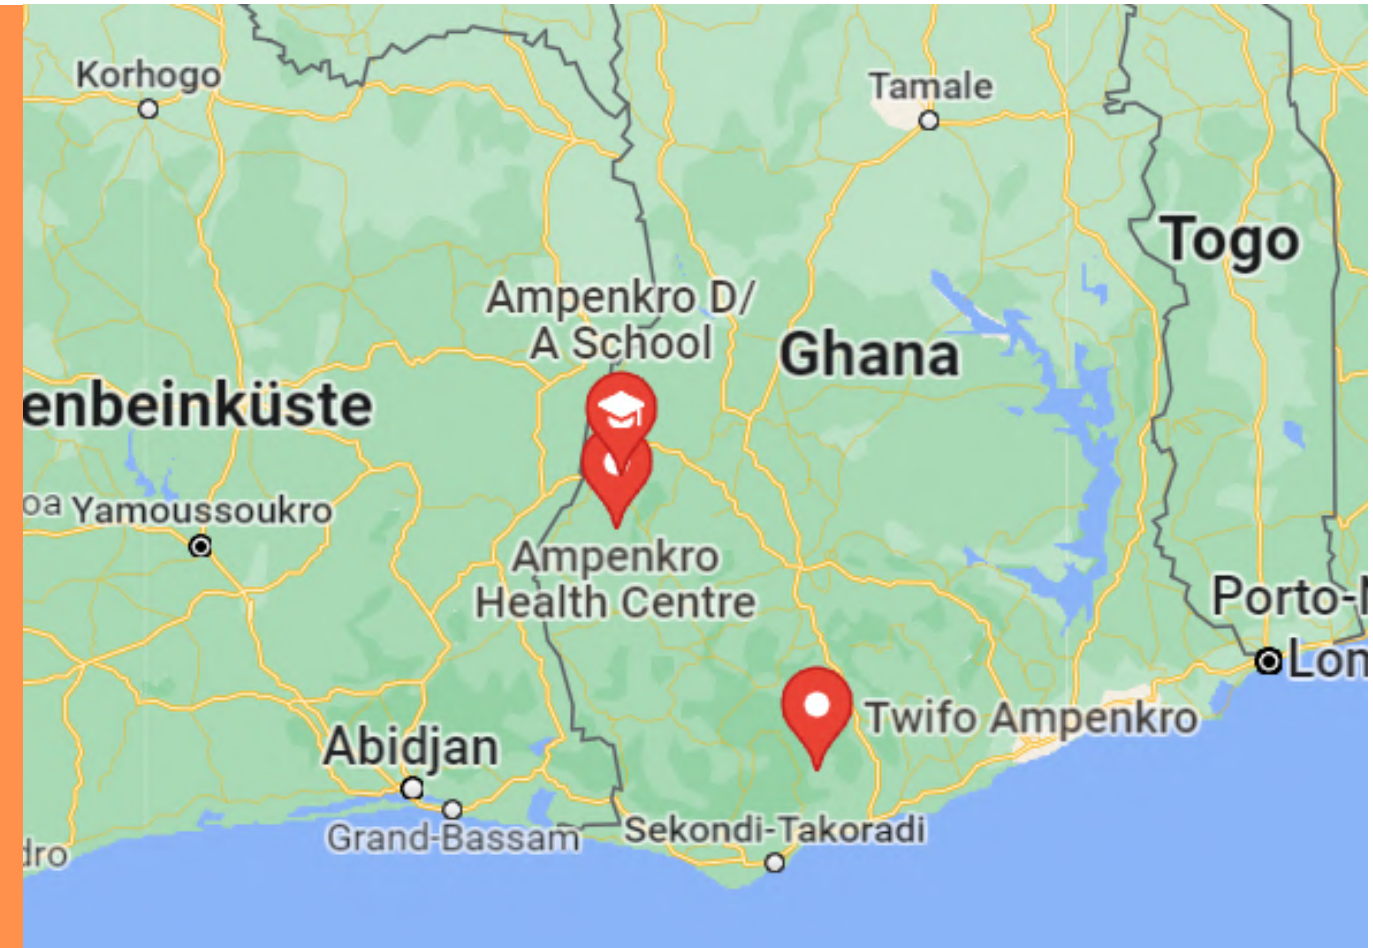 Korhogo
Tamale
Togo
Ampenkro D/
A School
Ghana
enbeinküste
oa
Yamoussoukro
Ampenkro
Health Centre
Porto-N
Lon
Twifo Ampenkro
Abidjan
Grand-Bassam
Sekondi-Takoradi
dro